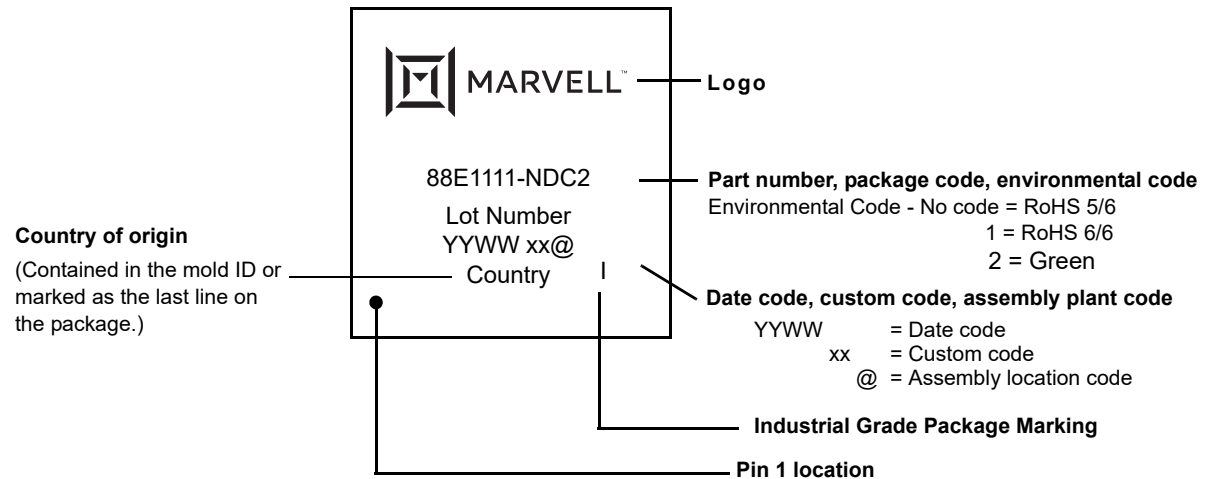 MARVELL™
Logo
88E1111-NDC2
Part number, package code, environmental code
Environmental Code - No code = RoHS 5/6
1 = RoHS 6/6
2 = Green
Lot Number
YYWW xx@
Country
I
Country of origin
(Contained in the mold ID or
marked as the last line on
the package.)
Date code, custom code, assembly plant code
YYWW = Date code
xx = Custom code
@ = Assembly location code
Industrial Grade Package Marking
Pin 1 location